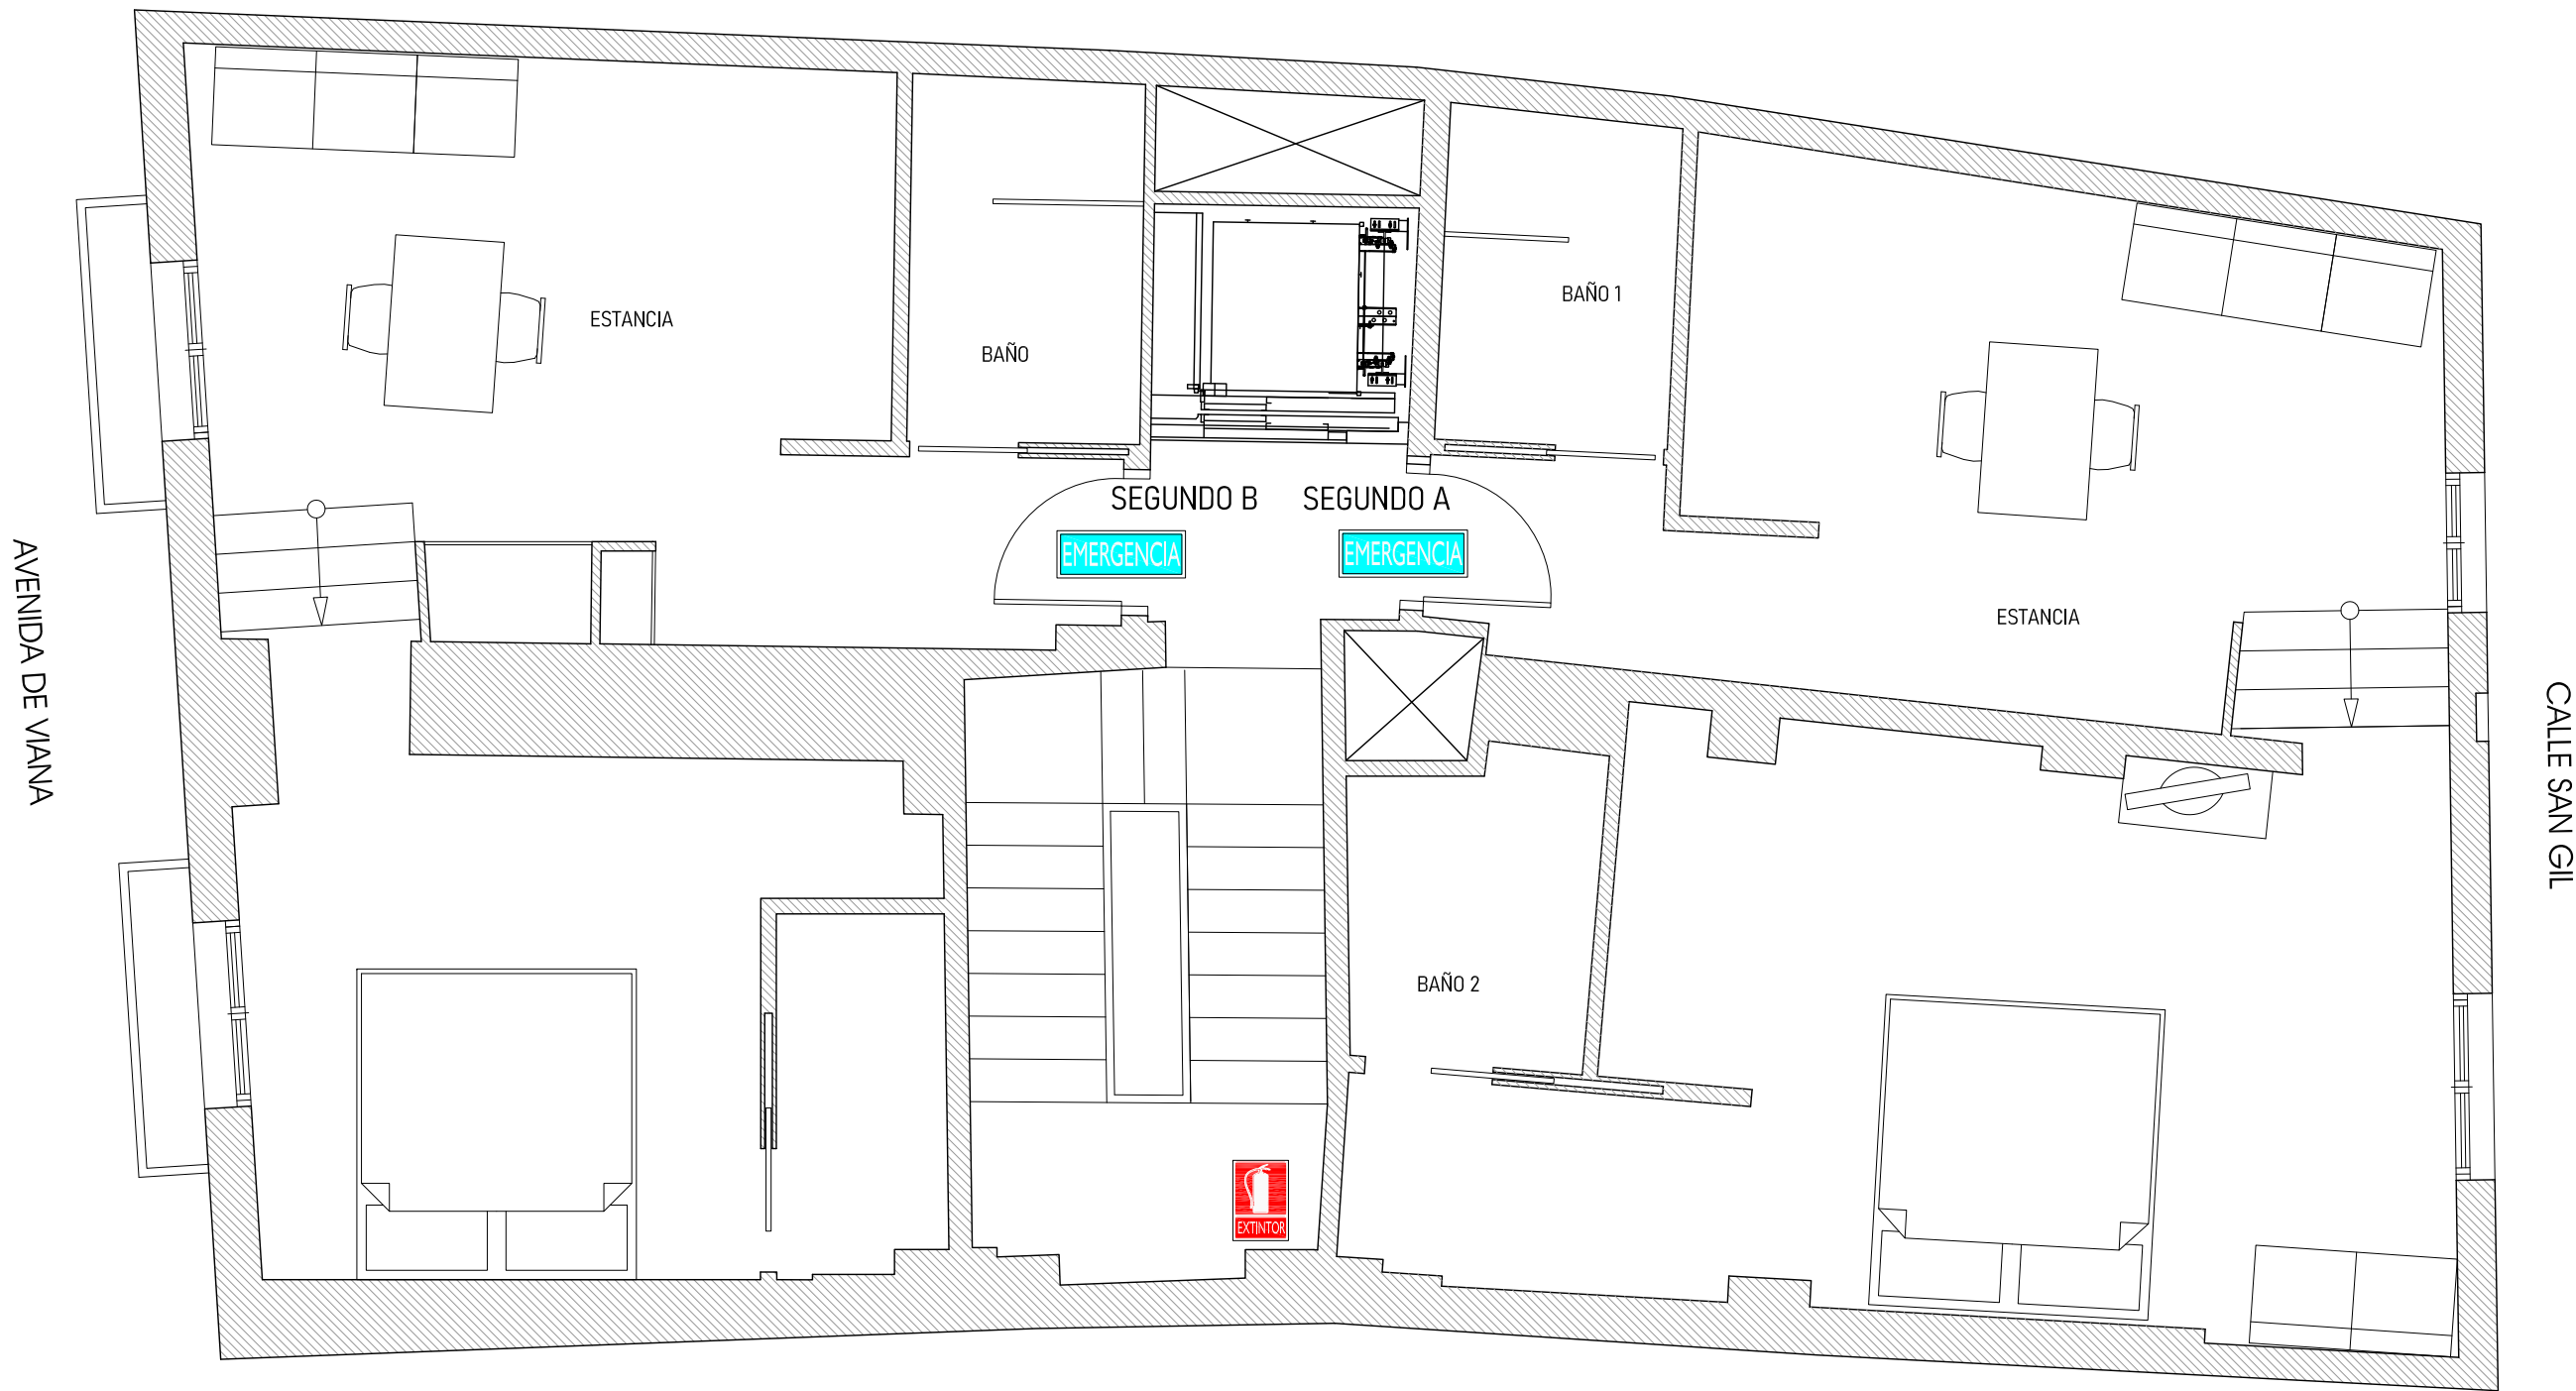 ESTANCIA
BAÑO
BAÑO 1
SEGUNDO B
SEGUNDO A
EMERGENCIA
EMERGENCIA
ESTANCIA
AVENIDA DE VIANA
CALLE SAN GIL
BAÑO 2
EXTINTOR